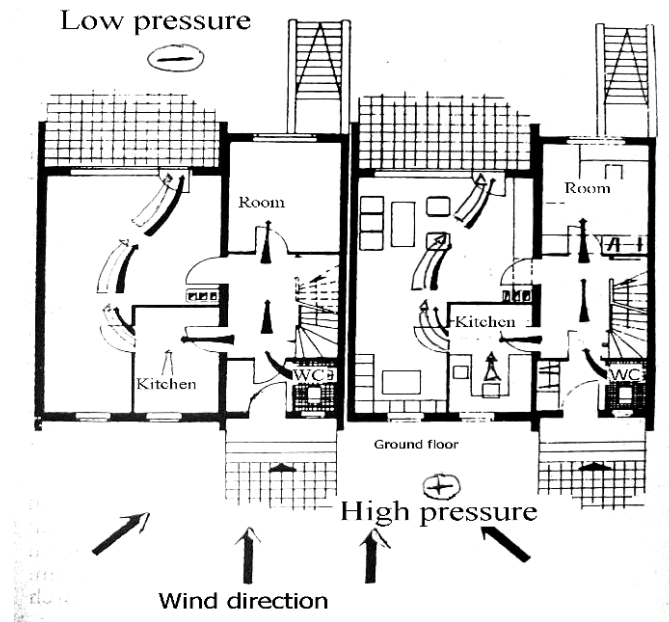 Low pressure
Room
Room
Kitchen
Kitchen
WC
WC
Ground floor
High pressure
Wind direction